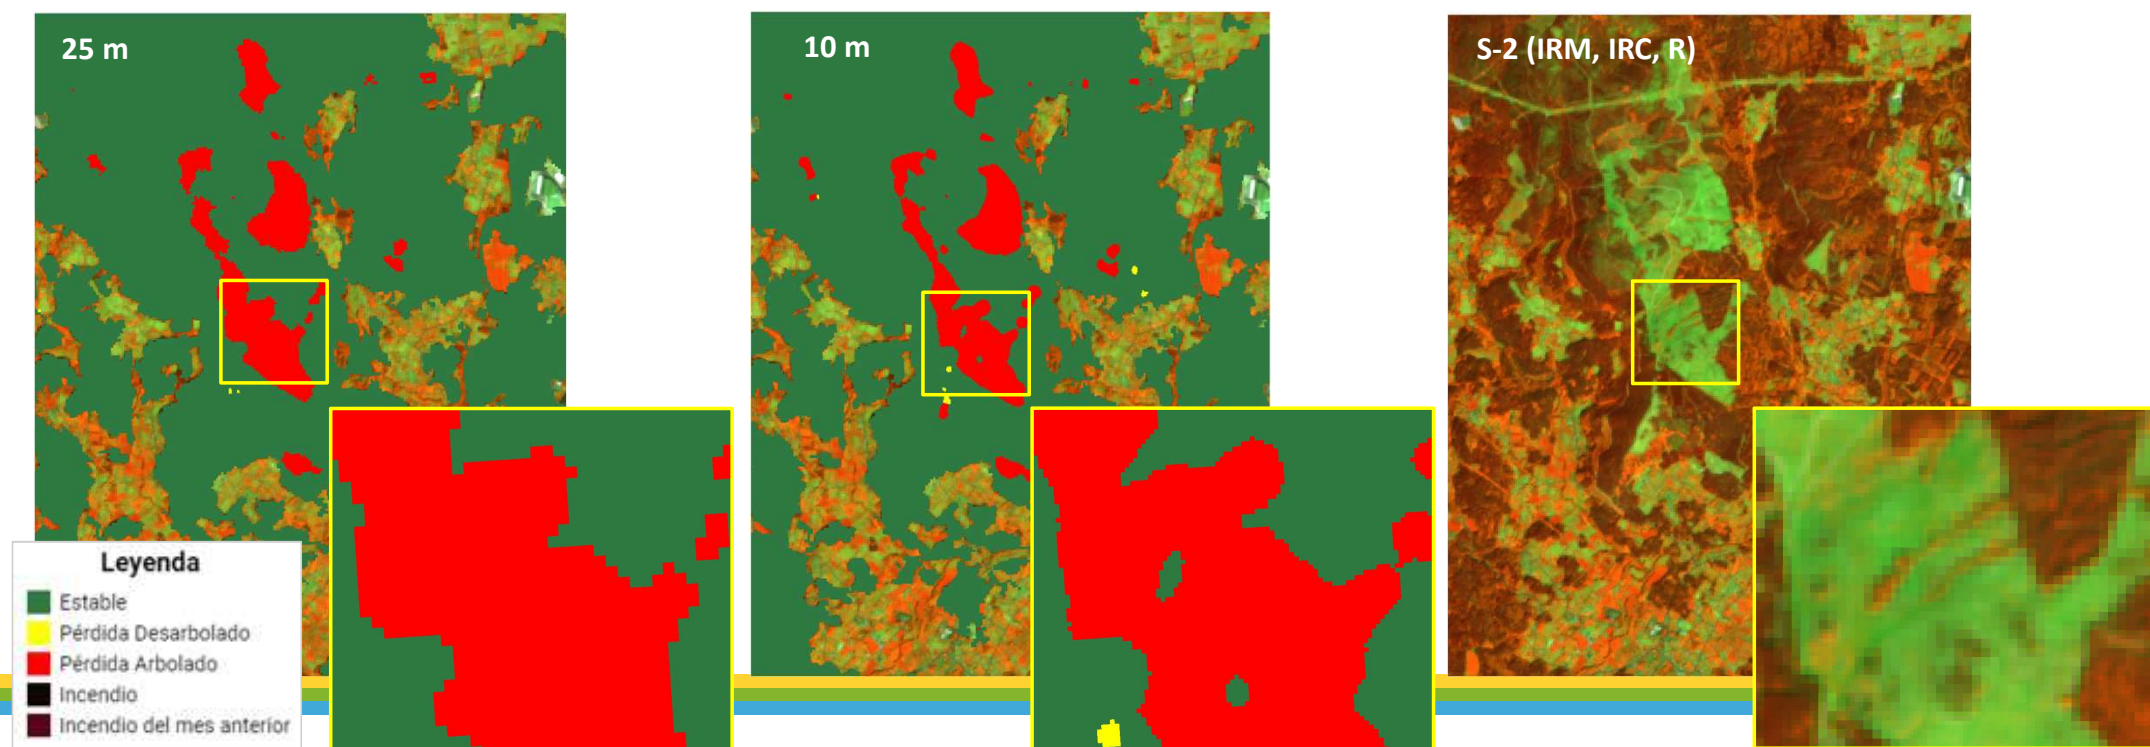 25 m
10 m
S-2 (IRM, IRC, R)
Leyenda
Estable
Pérdida Desarbolado
Pérdida Arbolado
Incendio
Incendio del mes anterior